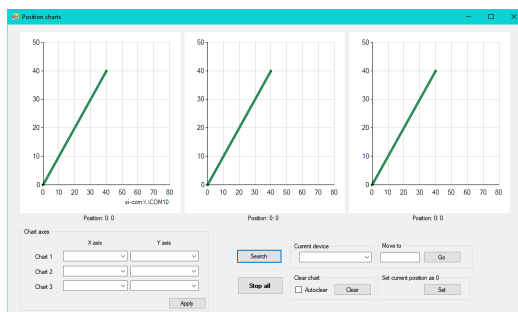 Position charts
50 50 50
40 40 40
30 30 30
20 20 20
10 10 10
0 0 0
0 10 20 30 40 50 60 70 80 0 10 20 30 40 50 60 70 80 0 10 20 30 40 50 60 70 80
xi-com:\\.\COM10
Position: 0: 0 Position: 0: 0 Position: 0: 0
Chart axes
X axis Y axis
Chart 1
Chart 2
Chart 3
Apply
Search
Stop all
Current device
Move to
Go
Clear chart
Autoclear Clear
Set current position as 0
Set